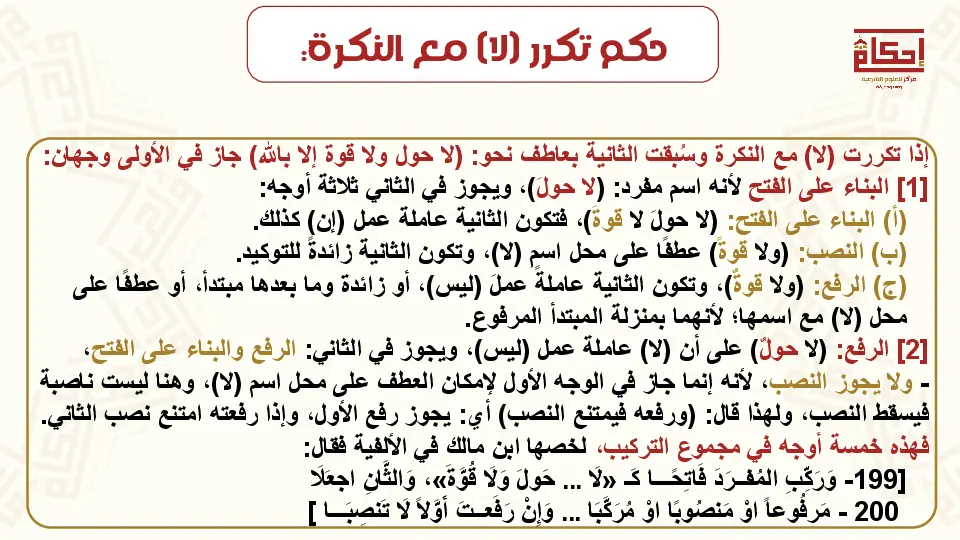 حكم تكرر (لا) مع النكرة:
إحكام
مركز للعلوم الشرعية
إذا تكررت (لا) مع النكرة وسُبقت الثانية بعاطف نحو: (لا حول ولا قوة إلا بالله) جاز في الأولى وجهان:
[1] البناء على الفتح لأنه اسم مفرد: (لا حولَ)، ويجوز في الثاني ثلاثة أوجه:
(أ) البناء على الفتح: (لا حولَ لا قوةَ)، فتكون الثانية عاملة عمل (إن) كذلك.
(ب) النصب: (ولا قوةً) عطفًا على محل اسمِ (لا)، وتكون الثانية زائدةً للتوكيد.
(ج) الرفع: (ولا قوةٌ)، وتكون الثانية عاملةً عملَ (ليس)، أو زائدة وما بعدها مبتدأ، أو عطفًا على
محل (لا) مع اسمها؛ لأنهما بمنزلة المبتدأ المرفوع.
[2] الرفع: (لا حولٌ) على أن (لا) عاملة عمل (ليس)، ويجوز في الثاني: الرفع والبناء على الفتح،
- ولا يجوز النصب، لأنه إنما جاز في الوجه الأول لإمكان العطف على محل اسم (لا)، وهنا ليست ناصبة
فيسقط النصب، ولهذا قال: (ورفعه فيمتنع النصب) أي: يجوز رفع الأول، وإذا رفعته امتنع نصب الثاني.
فهذه خمسة أوجه في مجموع التركيب، لخصها ابن مالك في الألفية فقال:
[199- وَرَكِّبِ المُفــرَدَ فَاتِحًـــا كَـ «لَا ... حَولَ وَلَا قُوَّةَ»، وَالثَّانِ اجعَلَا
200 - مَرفُوعاً اوْ مَنصُوبًا اوْ مُرَكَّبَا ... وَإِنْ رَفَعــتَ أوَّلاً لَا تَنصِبَـــا ]